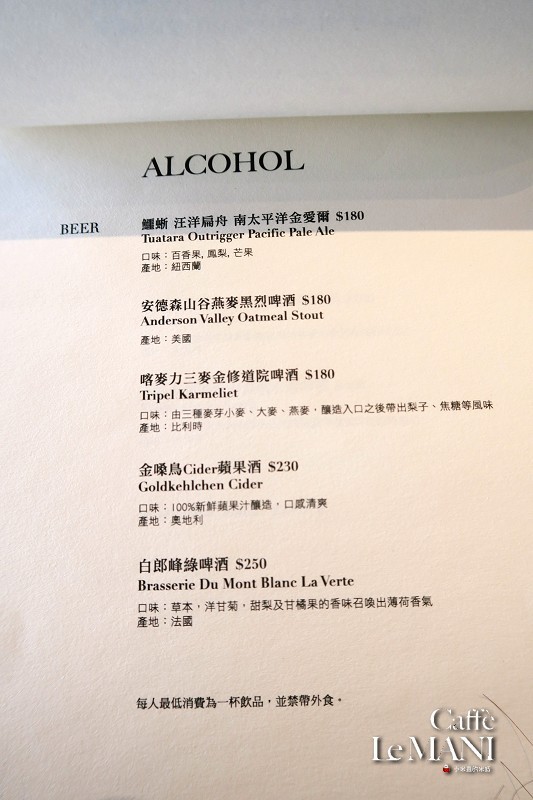 ALCOHOL
BEER
鱷蜥 汪洋扁舟 南太平洋金愛爾 $180
Tuatara Outrigger Pacific Pale Ale
口味：百香果, 鳳梨, 芒果
產地：紐西蘭
安德森山谷燕麥黑烈啤酒 $180
Anderson Valley Oatmeal Stout
產地：美國
喀麥力三麥金修道院啤酒 $180
Tripel Karmeliet
口味：由三種麥芽小麥、大麥、燕麥，釀造入口之後帶出梨子、焦糖等風味
產地：比利時
金嗓鳥Cider蘋果酒 $230
Goldkehlchen Cider
口味：100%新鮮蘋果汁釀造，口感清爽
產地：奧地利
白郎峰綠啤酒 $250
Brasserie Du Mont Blanc La Verte
口味：草本，洋甘菊，甜梨及甘橘果的香味召喚出薄荷香氣
產地：法國
每人最低消費為一杯飲品，並禁帶外食。
Caffè
Le MANI